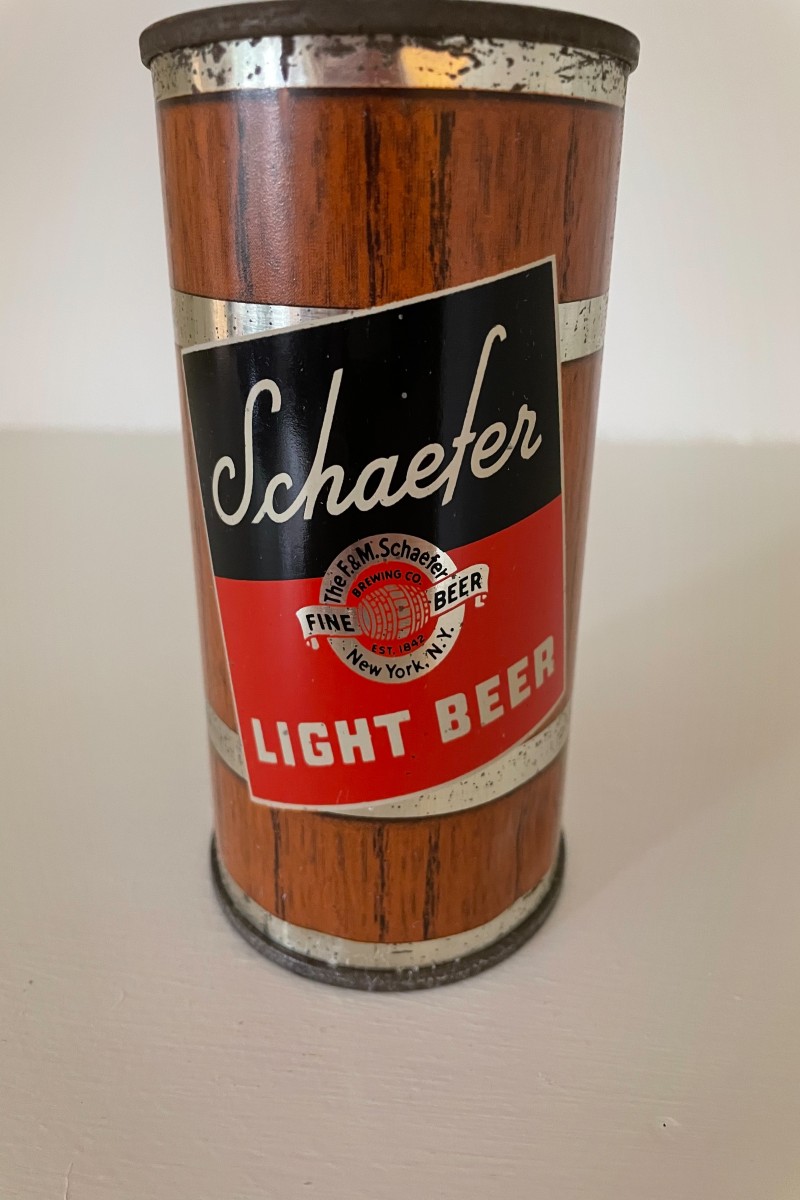 Schaefer
The F.&M. Schaefer
BREWING CO.
FINE BEER
EST. 1842
New York, N.Y.
LIGHT BEER